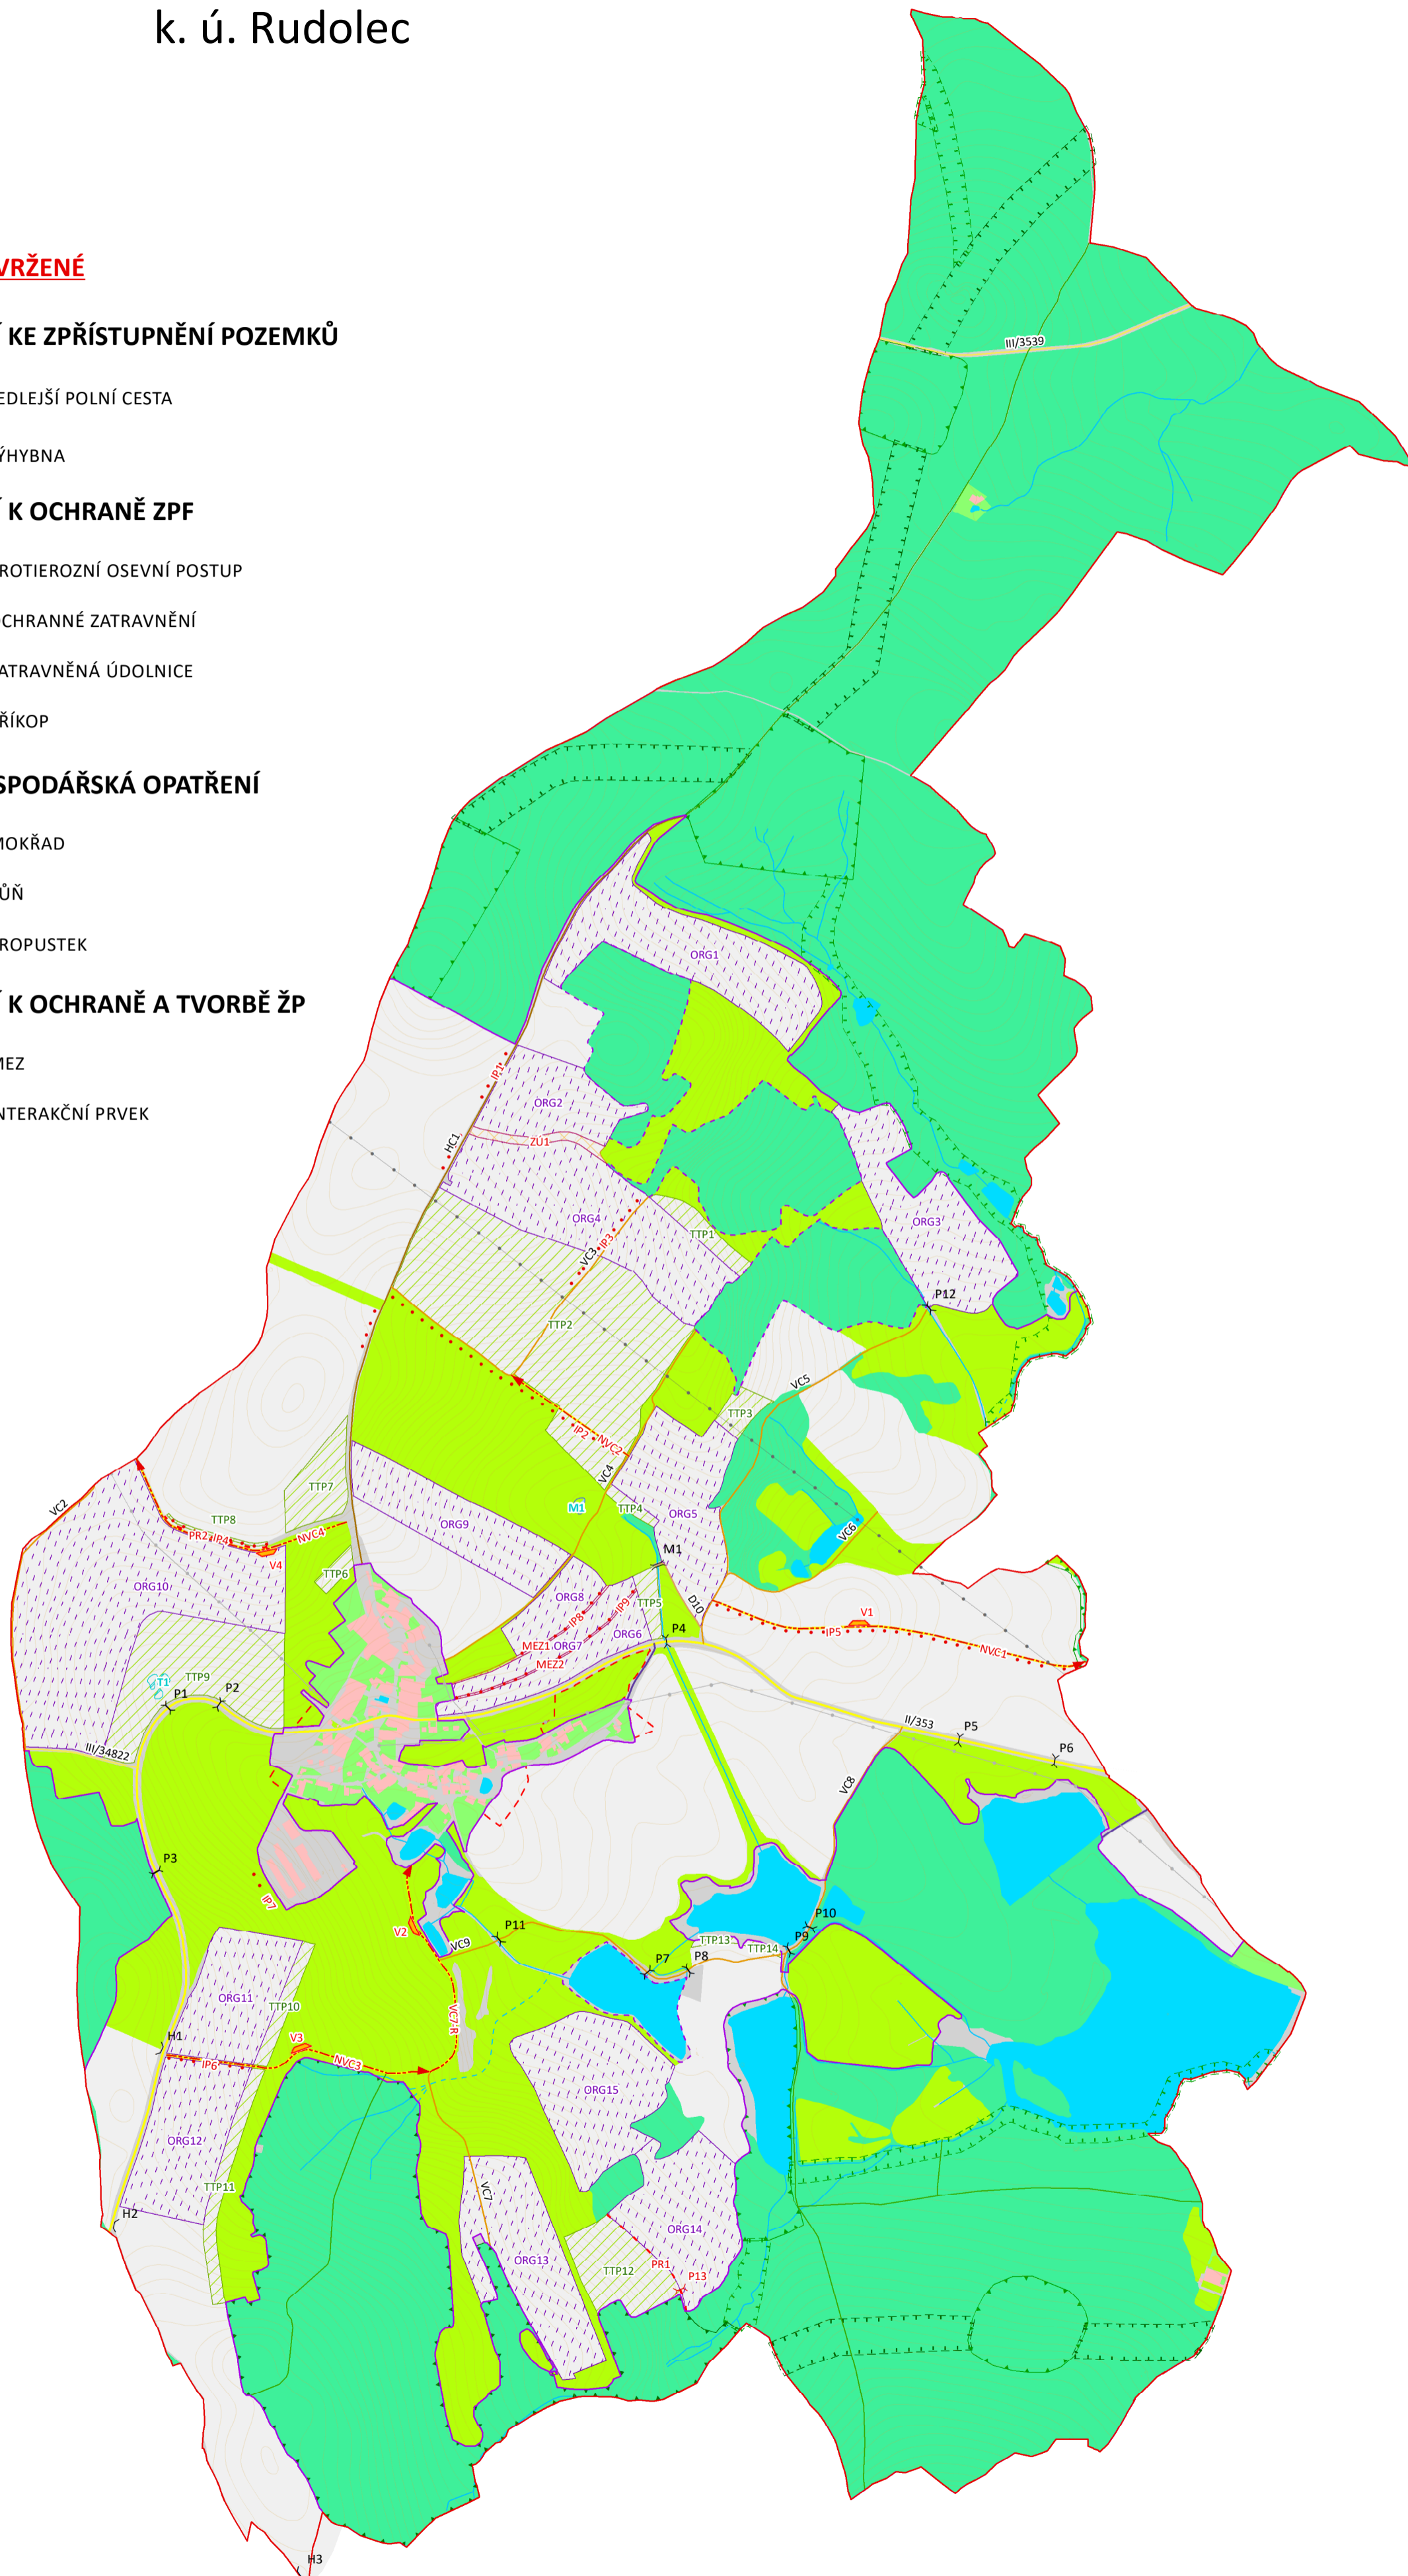 k. ú. Rudolec
VRŽENÉ
Í KE ZPŘÍSTUPNĚNÍ POZEMKŮ
EDLEJŠÍ POLNÍ CESTA
ÝHYBNA
Í K OCHRANĚ ZPF
ROTIEROZNÍ OSEVNÍ POSTUP
CHRANNÉ ZATRAVNĚNÍ
ATRAVNĚNÁ ÚDOLNICE
ŘÍKOP
SPODÁŘSKÁ OPATŘENÍ
MOKŘAD
ŮŇ
ROPUSTEK
Í K OCHRANĚ A TVORBĚ ŽP
MEZ
NTERAKČNÍ PRVEK
III/3539
ORG1
IP1
ORG2
HC1
ZÚ1
ORG4
ORG3
TTP1
VC3
IP3
P12
TTP2
VC5
TTP3
IP2
NVC2
VC4
TTP7
M1
TTP4
ORG5
VC2
TTP8
PR2
IP4
NVC4
ORG9
VC6
V4
M1
TTP6
ORG10
ORG8
IP8
IP9
TTP5
D10
V1
IP5
NVC1
MEZ1
ORG7
ORG6
P4
MEZ2
T1
TTP9
P1
P2
II/353
P5
P6
III/34822
VC8
P3
IP7
V2
VC9
P11
P10
P9
TTP13
TTP14
P7
P8
ORG11
TTP10
VC7-R
H1
V3
IP6
NVC3
ORG15
ORG12
TTP11
VC7
H2
ORG14
ORG13
TTP12
PR1
P13
H3